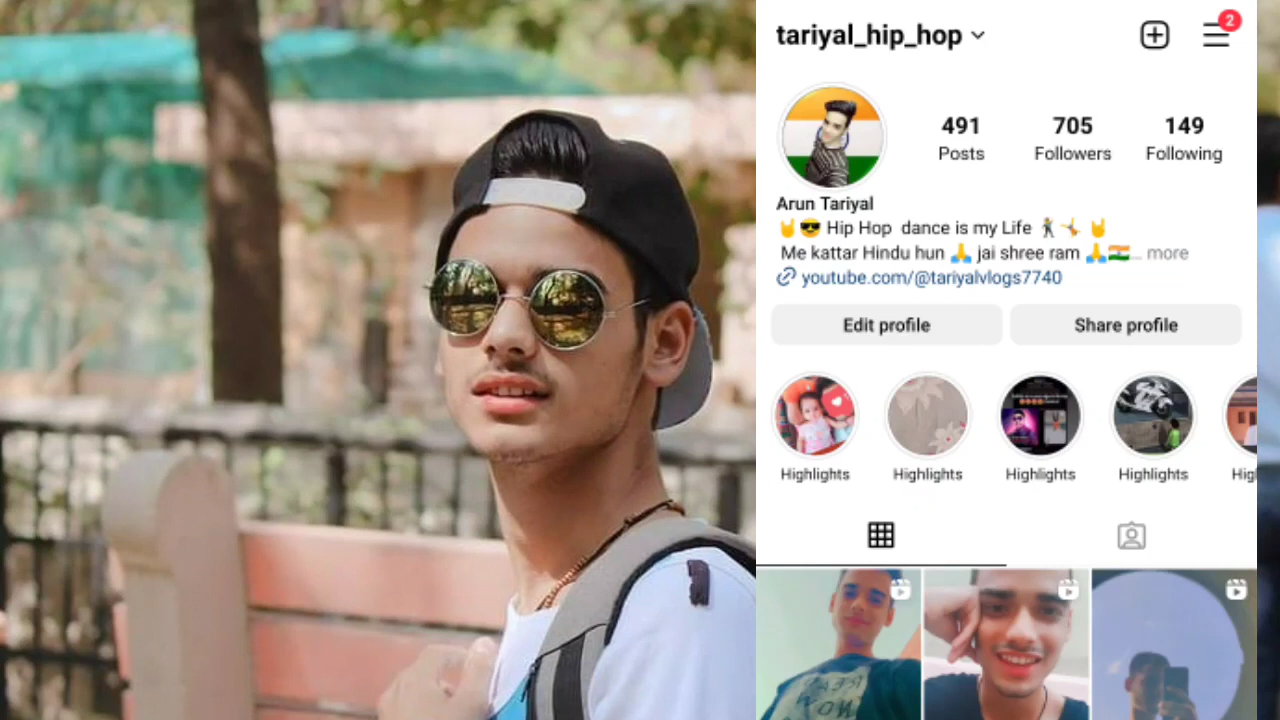 tariyal_hip_hop
2
491 705 149
Posts Followers Following
Arun Tariyal
🤘😎 Hip Hop dance is my Life 🕺🤸 🤘
Me kattar Hindu hun 🙏 jai shree ram 🙏🇮🇳... more
youtube.com/@tariyalvlogs7740
Edit profile Share profile
Highlights Highlights Highlights Highlights Hig